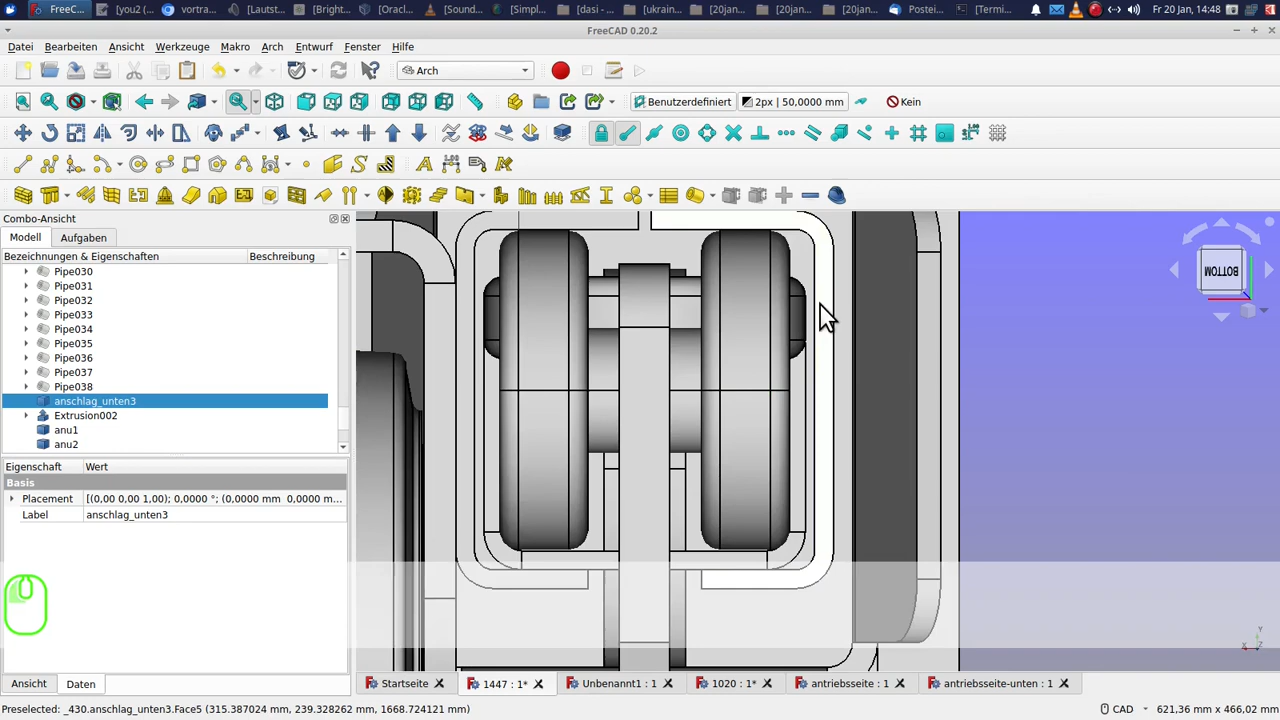 FreeC... [you2 (... vortra... [Lautst... [Bright... [Oracl... [Sound... [Simpl... [dasi - ... [ukrain... [20jan... [20jan... [20jan... Postei... [Termi... Fr 20 Jan, 14:48
FreeCAD 0.20.2
Datei Bearbeiten Ansicht Werkzeuge Makro Arch Entwurf Fenster Hilfe
Arch
Benutzerdefiniert 2px | 50,0000 mm Kein
Combo-Ansicht
Modell Aufgaben
Bezeichnungen & Eigenschaften Beschreibung
Pipe030
Pipe031
Pipe032
Pipe033
Pipe034
Pipe035
Pipe036
Pipe037
Pipe038
anschlag_unten3
Extrusion002
anu1
anu2
Eigenschaft Wert
Basis
Placement [(0,00 0,00 1,00); 0,0000 °; (0,0000 mm 0,0000 m...
Label anschlag_unten3
BOTTOM
Y
X
Z
Ansicht Daten
Startseite 1447 : 1* Unbenannt1 : 1 1020 : 1* antriebsseite : 1 antriebsseite-unten : 1
Preselected: _430.anschlag_unten3.Face5 (315.387024 mm, 239.328262 mm, 1668.724121 mm) CAD 621,36 mm x 466,02 mm